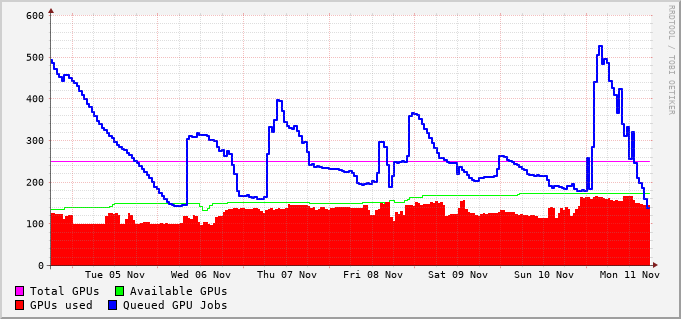 600
500
400
300
200
100
0
Tue 05 Nov Wed 06 Nov Thu 07 Nov Fri 08 Nov Sat 09 Nov Sun 10 Nov Mon 11 Nov
RRDTOOL / TOBI OETIKER
Total GPUs Available GPUs
GPUs used Queued GPU Jobs